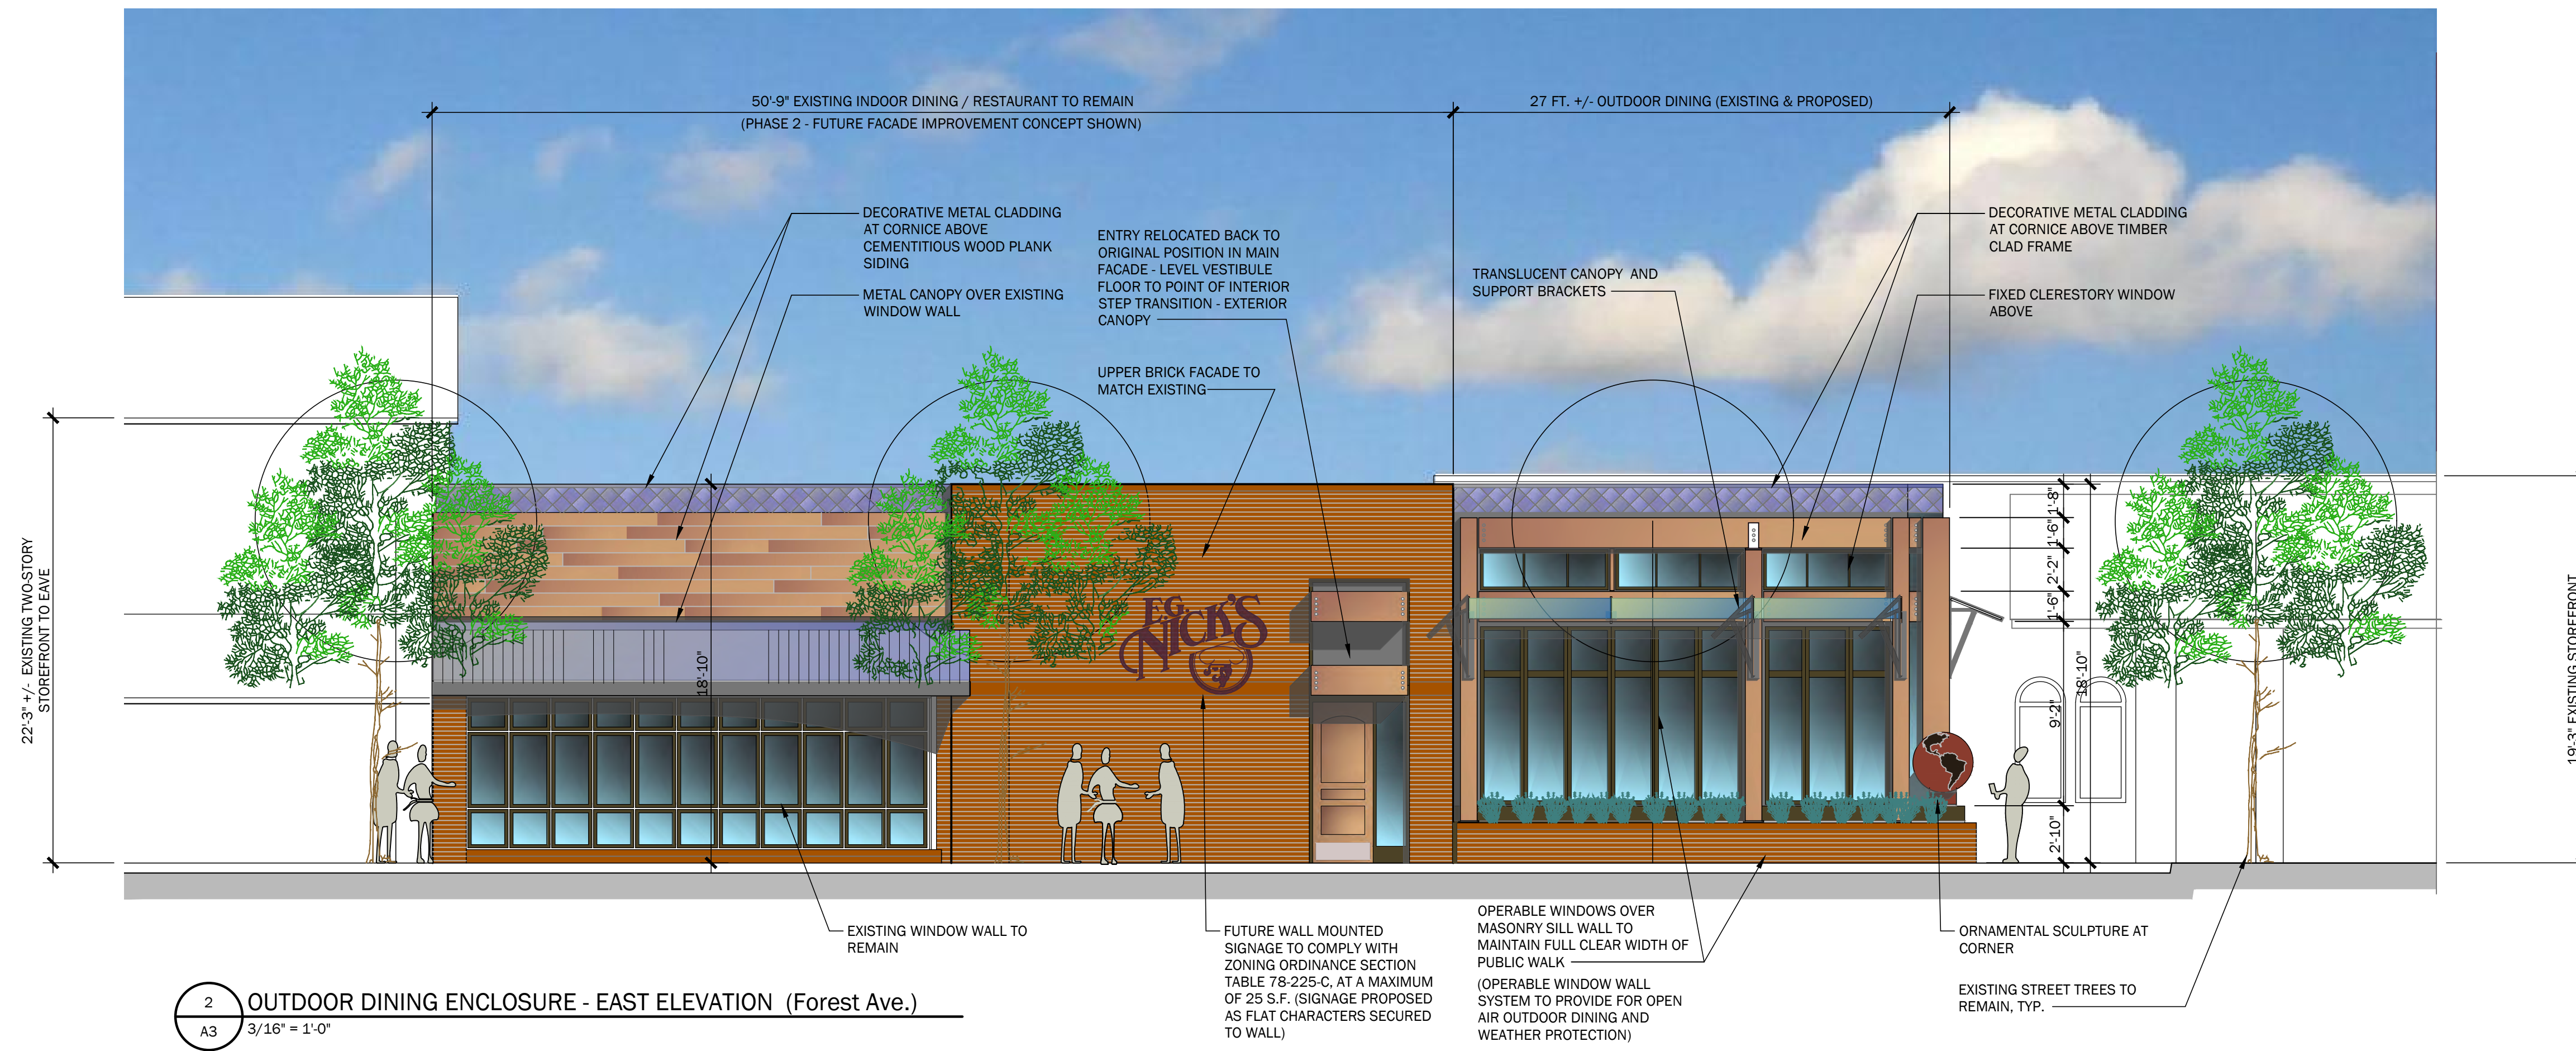 50'-9" EXISTING INDOOR DINING / RESTAURANT TO REMAIN
(PHASE 2 - FUTURE FACADE IMPROVEMENT CONCEPT SHOWN)
27 FT. +/- OUTDOOR DINING (EXISTING & PROPOSED)
DECORATIVE METAL CLADDING
AT CORNICE ABOVE
CEMENTITIOUS WOOD PLANK
SIDING
METAL CANOPY OVER EXISTING
WINDOW WALL
ENTRY RELOCATED BACK TO
ORIGINAL POSITION IN MAIN
FACADE - LEVEL VESTIBULE
FLOOR TO POINT OF INTERIOR
STEP TRANSITION - EXTERIOR
CANOPY
UPPER BRICK FACADE TO
MATCH EXISTING
TRANSLUCENT CANOPY AND
SUPPORT BRACKETS
DECORATIVE METAL CLADDING
AT CORNICE ABOVE TIMBER
CLAD FRAME
FIXED CLERESTORY WINDOW
ABOVE
22'-3" +/- EXISTING TWO-STORY
STOREFRONT TO EAVE
18'-10"
EG
NICK'S
1'-8"
1'-6"
2'-2"
1'-6"
9'-2"
2'-10"
18'-10"
19'-3" EXISTING STOREFRONT
EXISTING WINDOW WALL TO
REMAIN
FUTURE WALL MOUNTED
SIGNAGE TO COMPLY WITH
ZONING ORDINANCE SECTION
TABLE 78-225-C, AT A MAXIMUM
OF 25 S.F. (SIGNAGE PROPOSED
AS FLAT CHARACTERS SECURED
TO WALL)
OPERABLE WINDOWS OVER
MASONRY SILL WALL TO
MAINTAIN FULL CLEAR WIDTH OF
PUBLIC WALK
(OPERABLE WINDOW WALL
SYSTEM TO PROVIDE FOR OPEN
AIR OUTDOOR DINING AND
WEATHER PROTECTION)
ORNAMENTAL SCULPTURE AT
CORNER
EXISTING STREET TREES TO
REMAIN, TYP.
2
A3
OUTDOOR DINING ENCLOSURE - EAST ELEVATION (Forest Ave.)
3/16" = 1'-0"